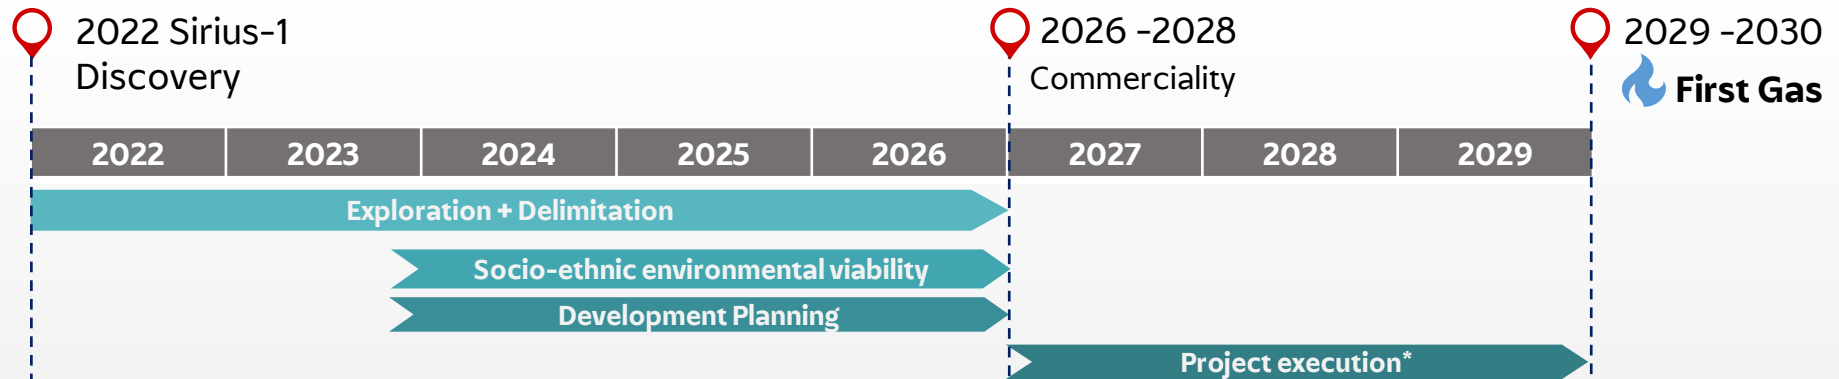 2022 Sirius-1
Discovery
2026 -2028
Commerciality
2029 -2030
First Gas
2022
2023
2024
2025
2026
2027
2028
2029
Exploration + Delimitation
Socio-ethnic environmental viability
Development Planning
Project execution*